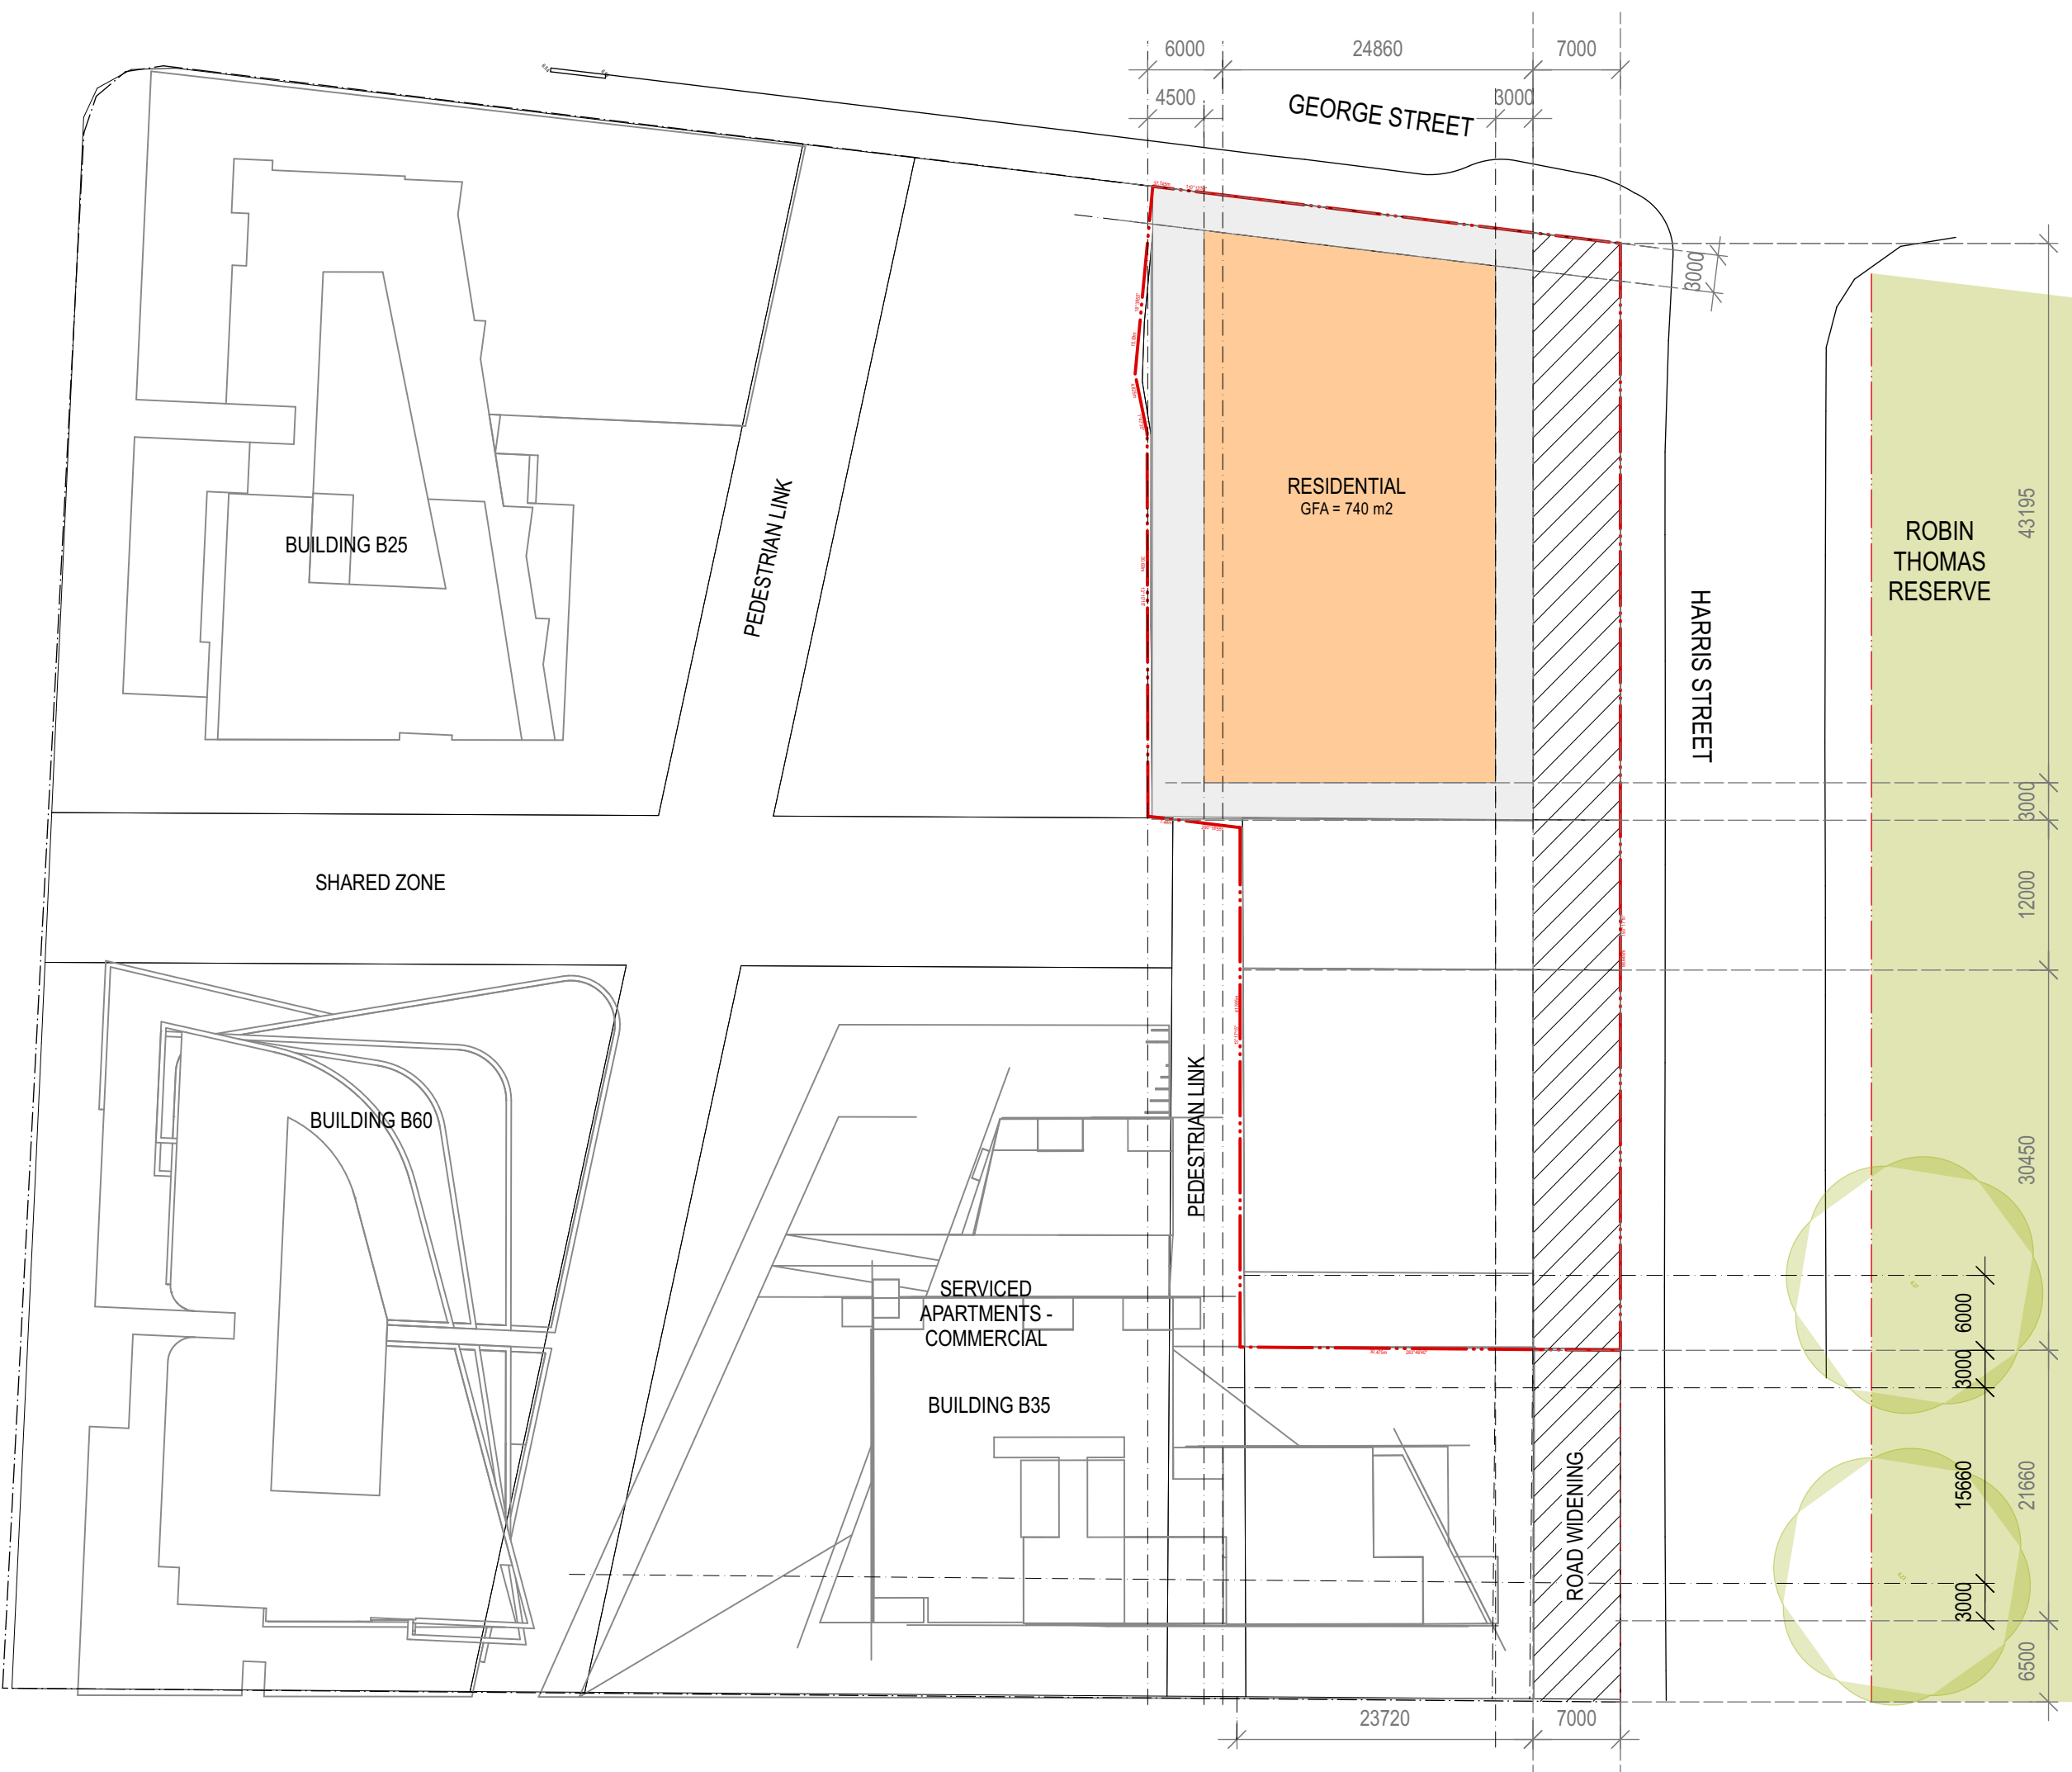 6000
24860
7000
4500
3000
GEORGE STREET
3000
43195
ROBIN
THOMAS
RESERVE
RESIDENTIAL
GFA = 740 m2
BUILDING B25
PEDESTRIAN LINK
HARRIS STREET
3000
SHARED ZONE
12000
BUILDING B60
PEDESTRIAN LINK
30450
SERVICED
APARTMENTS -
COMMERCIAL
6000
3000
BUILDING B35
ROAD WIDENING
15660
21660
3000
6500
23720
7000